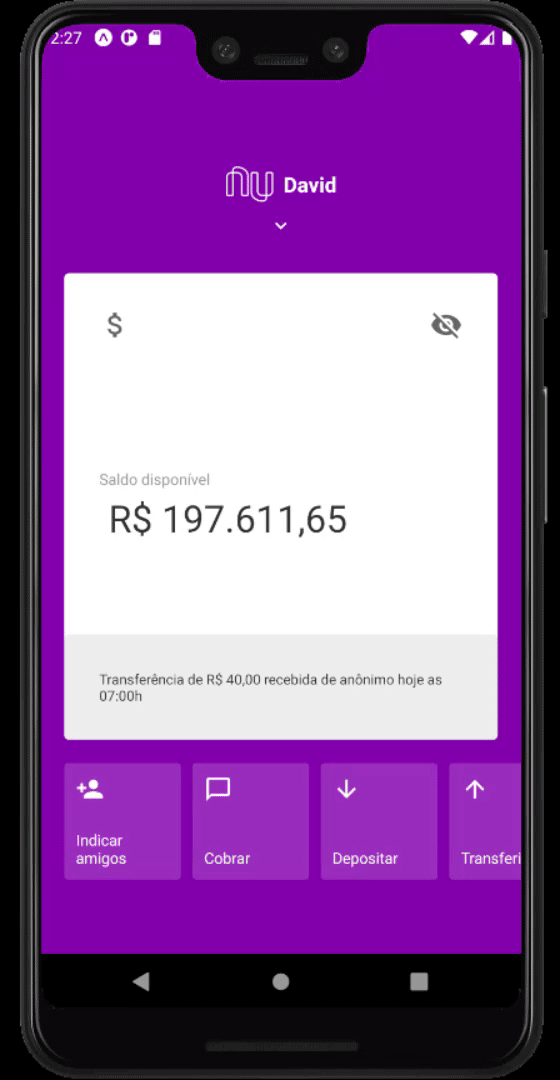 2:27
nu David
$
Saldo disponível
R$ 197.611,65
Transferência de R$ 40,00 recebida de anônimo hoje as
07:00h
Indicar
amigos
Cobrar
Depositar
Transferi